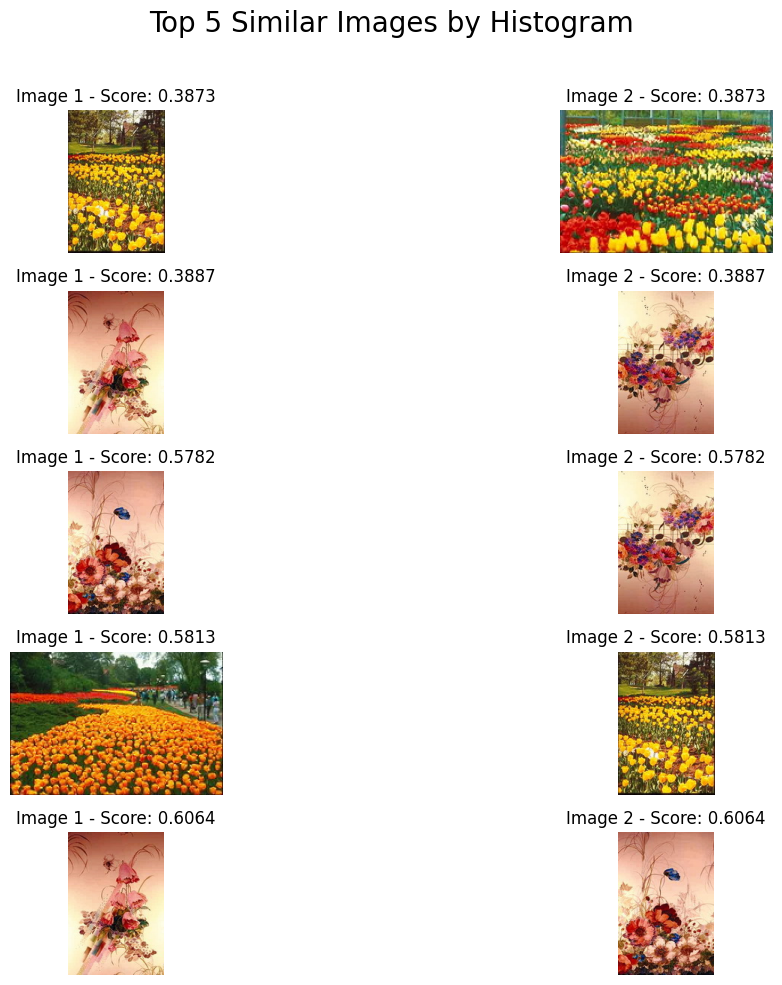 Top 5 Similar Images by Histogram
Image 1 - Score: 0.3873
Image 2 - Score: 0.3873
Image 1 - Score: 0.3887
Image 2 - Score: 0.3887
Image 1 - Score: 0.5782
Image 2 - Score: 0.5782
Image 1 - Score: 0.5813
Image 2 - Score: 0.5813
Image 1 - Score: 0.6064
Image 2 - Score: 0.6064